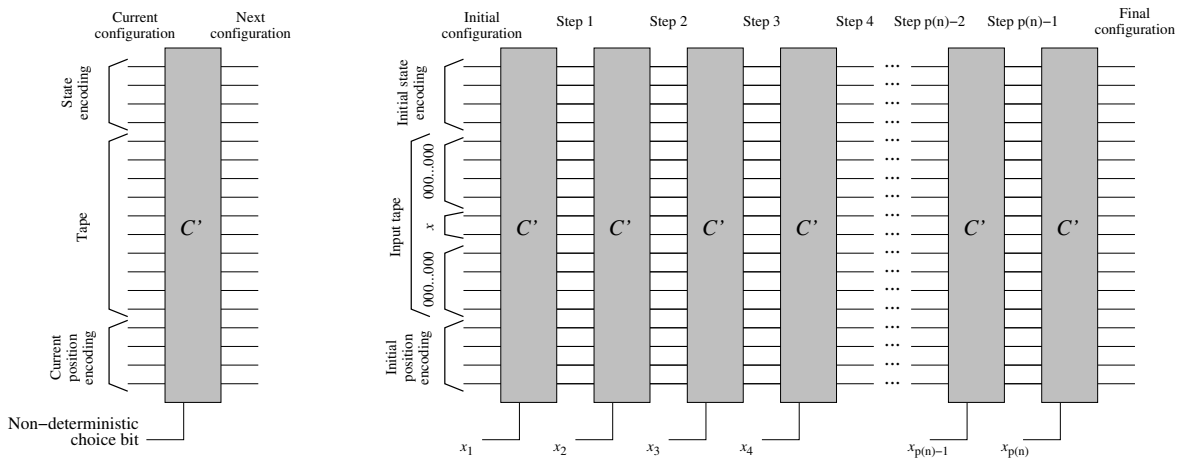 Current
configuration
Next
configuration
State
encoding
Tape
Current
position
encoding
C'
Non−deterministic
choice bit
Initial
configuration
Step 1
Step 2
Step 3
Step 4
Step p(n)−2
Step p(n)−1
Final
configuration
Initial state
encoding
Input tape
000...000
x
000...000
Initial
position
encoding
C'
C'
C'
C'
...
C'
C'
x1
x2
x3
x4
xp(n)−1
xp(n)